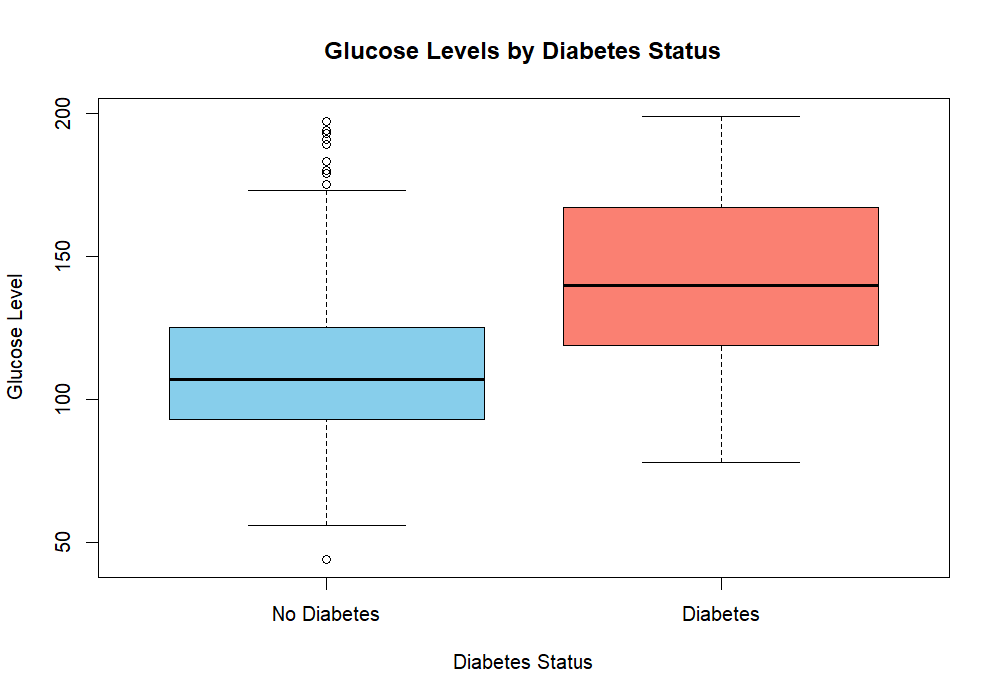 Glucose Levels by Diabetes Status
Glucose Level
200
150
100
50
No Diabetes
Diabetes
Diabetes Status